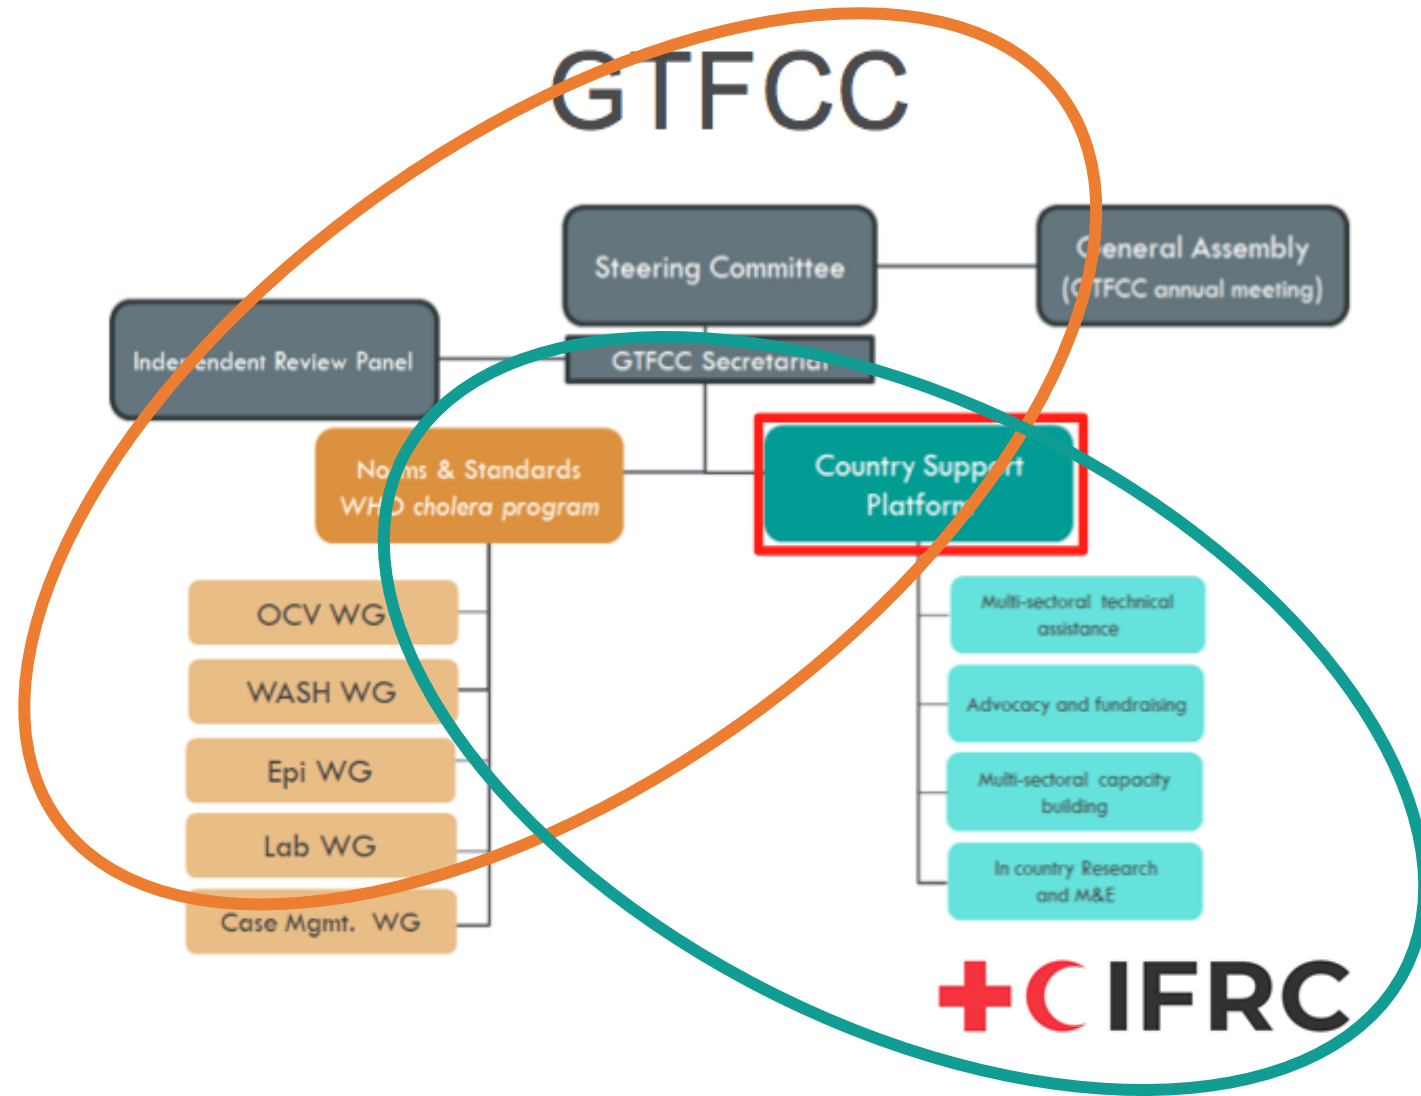 GTFCC
Steering Committee
General Assembly
(GTFCC annual meeting)
Independent Review Panel
GTFCC Secretariat
Norms & Standards
WHO cholera program
Country Support
Platform
OCV WG
WASH WG
Epi WG
Lab WG
Case Mgmt. WG
Multi-sectoral technical
assistance
Advocacy and fundraising
Multi-sectoral capacity
building
In country Research
and M&E
IFRC